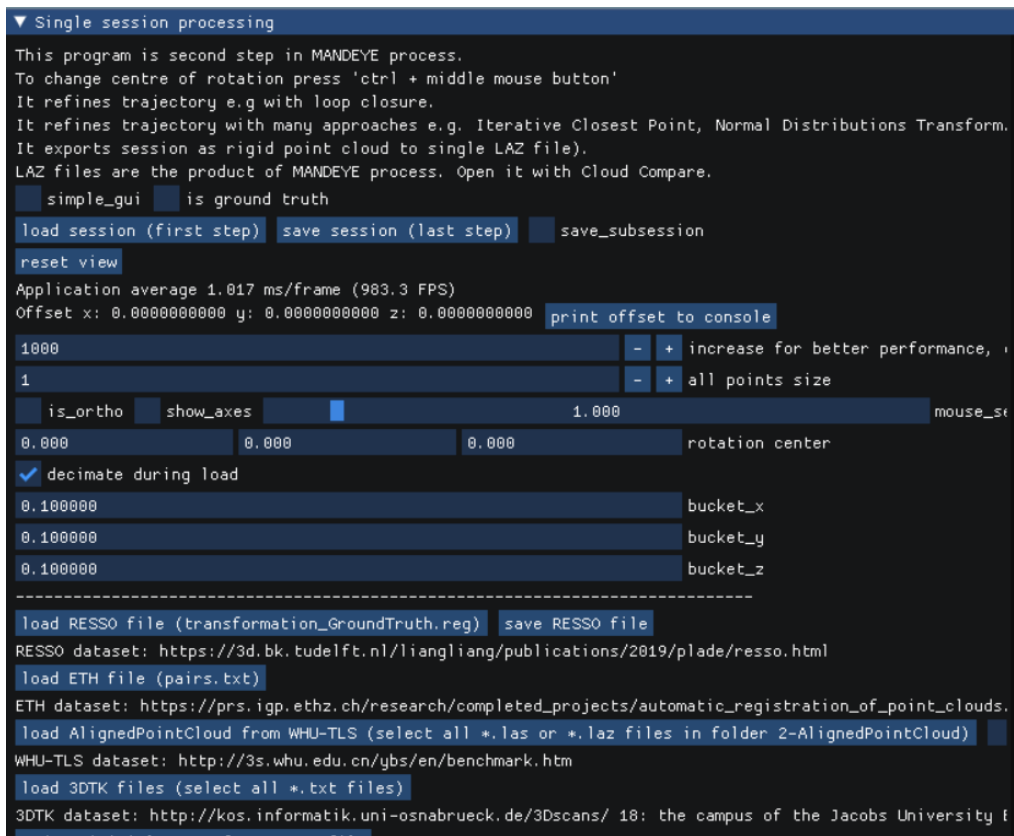 Single session processing
This program is second step in MANDEYE process.
To change centre of rotation press 'ctrl + middle mouse button'
It refines trajectory e.g with loop closure.
It refines trajectory with many approaches e.g. Iterative Closest Point, Normal Distributions Transform.
It exports session as rigid point cloud to single LAZ file).
LAZ files are the product of MANDEYE process. Open it with Cloud Compare.
simple_gui is ground truth
load session (first step) save session (last step) save_subsession
reset view
Application average 1.017 ms/frame (983.3 FPS)
Offset x: 0.0000000000 y: 0.0000000000 z: 0.0000000000 print offset to console
1000 - + increase for better performance,
1 - + all points size
is_ortho show_axes 1.000 mouse_se
0.000 0.000 0.000 rotation center
decimate during load
0.100000 bucket_x
0.100000 bucket_y
0.100000 bucket_z
--------------------------------------------------------------------------------
load RESSO file (transformation_GroundTruth.reg) save RESSO file
RESSO dataset: https://3d.bk.tudelft.nl/liangliang/publications/2019/plade/resso.html
load ETH file (pairs.txt)
ETH dataset: https://prs.igp.ethz.ch/research/completed_projects/automatic_registration_of_point_clouds.
load AlignedPointCloud from WHU-TLS (select all *.las or *.laz files in folder 2-AlignedPointCloud)
WHU-TLS dataset: http://3s.whu.edu.cn/ybs/en/benchmark.htm
load 3DTK files (select all *.txt files)
3DTK dataset: http://kos.informatik.uni-osnabrueck.de/3Dscans/ 18: the campus of the Jacobs University